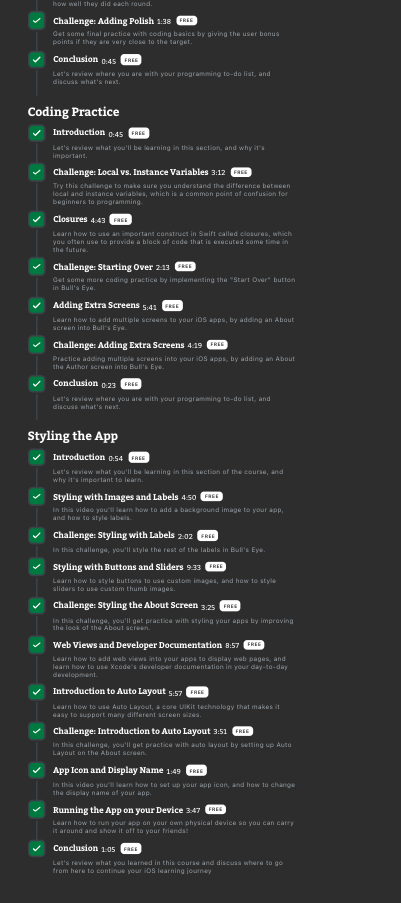 how well they did each round.
Challenge: Adding Polish 1:38 FREE
Get some final practice with coding basics by giving the user bonus
points if they are very close to the target.
Conclusion 0:45 FREE
Let's review where you are with your programming to-do list, and
discuss what's next.
Coding Practice
Introduction 0:45 FREE
Let's review what you'll be learning in this section, and why it's
important.
Challenge: Local vs. Instance Variables 3:12 FREE
Try this challenge to make sure you understand the difference between
local and instance variables, which is a common point of confusion for
beginners to programming.
Closures 4:43 FREE
Learn how to use an important construct in Swift called closures, which
you often use to provide a block of code that is executed some time in
the future.
Challenge: Starting Over 2:13 FREE
Get some more coding practice by implementing the "Start Over" button
in Bull's Eye.
Adding Extra Screens 5:41 FREE
Learn how to add multiple screens to your iOS apps, by adding an About
screen into Bull's Eye.
Challenge: Adding Extra Screens 4:19 FREE
Practice adding multiple screens into your iOS apps, by adding an About
the Author screen into Bull's Eye.
Conclusion 0:23 FREE
Let's review where you are with your programming to-do list, and
discuss what's next.
Styling the App
Introduction 0:54 FREE
Let's review what you'll be learning in this section of the course, and
why it's important to learn.
Styling with Images and Labels 4:50 FREE
In this video you'll learn how to add a background image to your app,
and how to style labels.
Challenge: Styling with Labels 2:02 FREE
In this challenge, you'll style the rest of the labels in Bull's Eye.
Styling with Buttons and Sliders 9:33 FREE
Learn how to style buttons to use custom images, and how to style
sliders to use custom thumb images.
Challenge: Styling the About Screen 3:25 FREE
In this challenge, you'll get practice with styling your apps by improving
the look of the About screen.
Web Views and Developer Documentation 8:57 FREE
Learn how to add web views into your apps to display web pages, and
learn how to use Xcode's developer documentation in your day-to-day
development.
Introduction to Auto Layout 5:57 FREE
Learn how to use Auto Layout, a core UIKit technology that makes it
easy to support many different screen sizes.
Challenge: Introduction to Auto Layout 3:51 FREE
In this challenge, you'll get practice with auto layout by setting up Auto
Layout on the About screen.
App Icon and Display Name 1:49 FREE
In this video you'll learn how to set up your app icon, and how to change
the display name of your app.
Running the App on your Device 3:47 FREE
Learn how to run your app on your own physical device so you can carry
it around and show it off to your friends!
Conclusion 1:05 FREE
Let's review what you learned in this course and discuss where to go
from here to continue your iOS learning journey